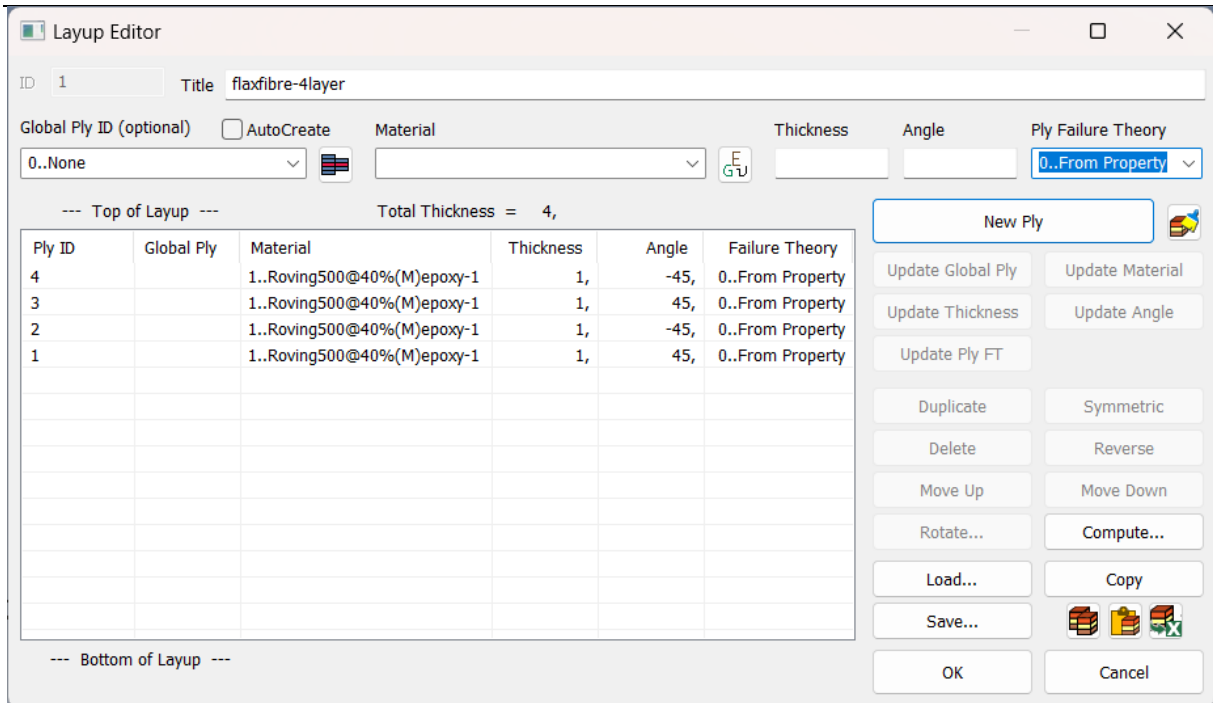 Layup Editor
ID 1 Title flaxfibre-4layer
Global Ply ID (optional) AutoCreate Material Thickness Angle Ply Failure Theory
0..None 0..From Property
--- Top of Layup --- Total Thickness = 4,
New Ply
Ply ID Global Ply Material Thickness Angle Failure Theory
4 1..Roving500@40%(M)epoxy-1 1, -45, 0..From Property
3 1..Roving500@40%(M)epoxy-1 1, 45, 0..From Property
2 1..Roving500@40%(M)epoxy-1 1, -45, 0..From Property
1 1..Roving500@40%(M)epoxy-1 1, 45, 0..From Property
Update Global Ply Update Material
Update Thickness Update Angle
Update Ply FT
Duplicate Symmetric
Delete Reverse
Move Up Move Down
Rotate... Compute...
Load... Copy
Save...
--- Bottom of Layup ---
OK Cancel